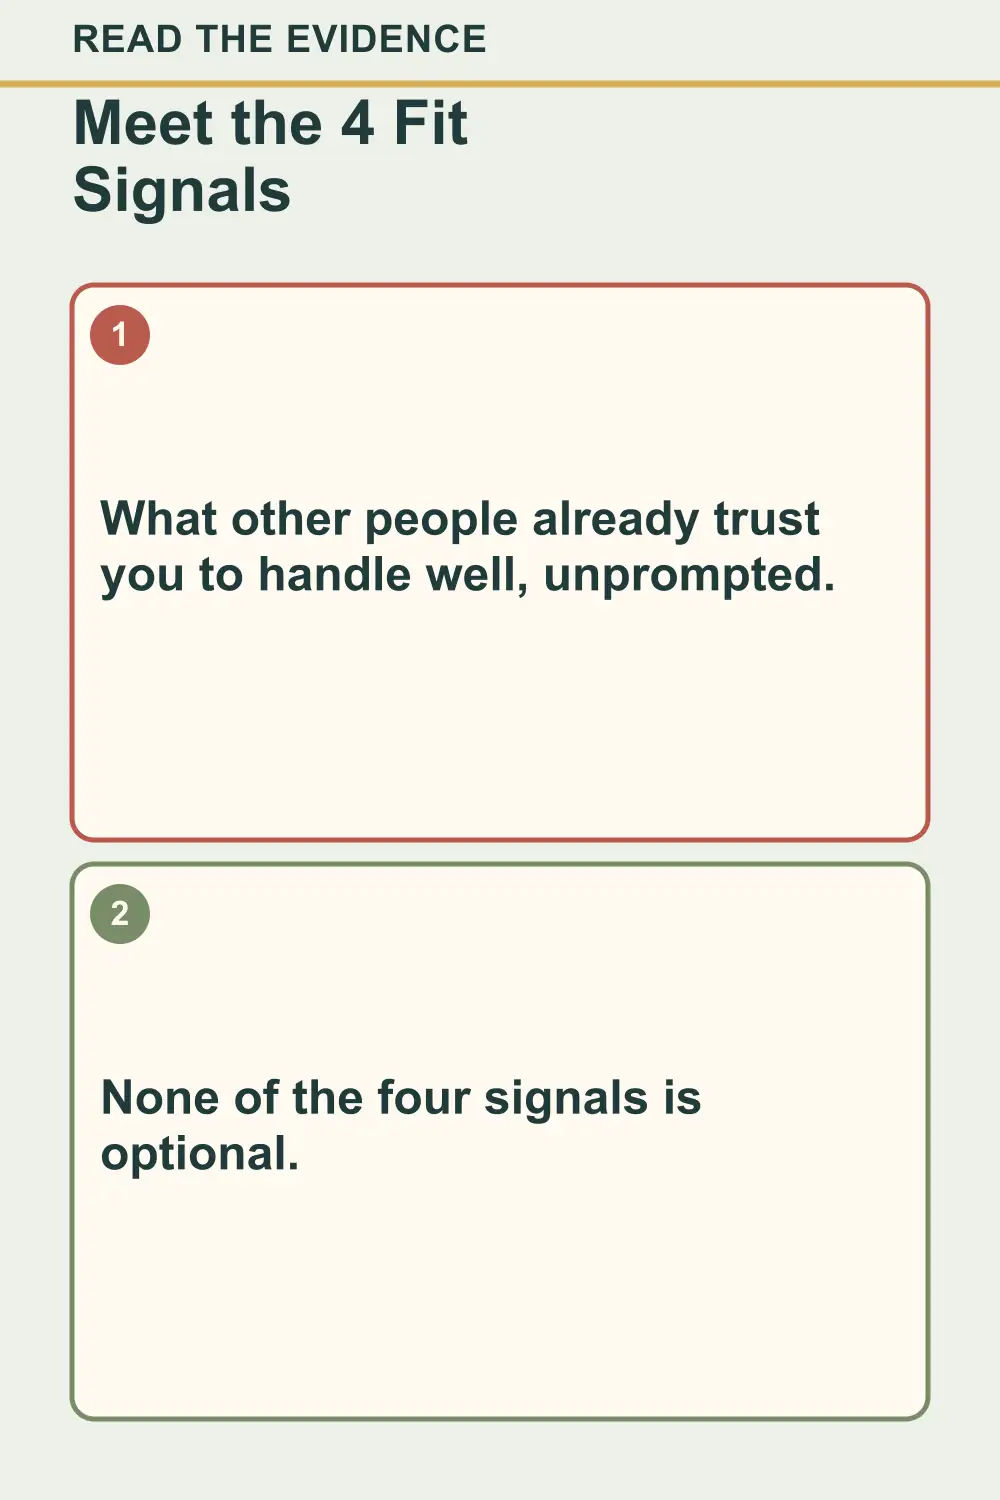 READ THE EVIDENCE
Meet the 4 Fit
Signals
1
What other people already trust
you to handle well, unprompted.
2
None of the four signals is
optional.